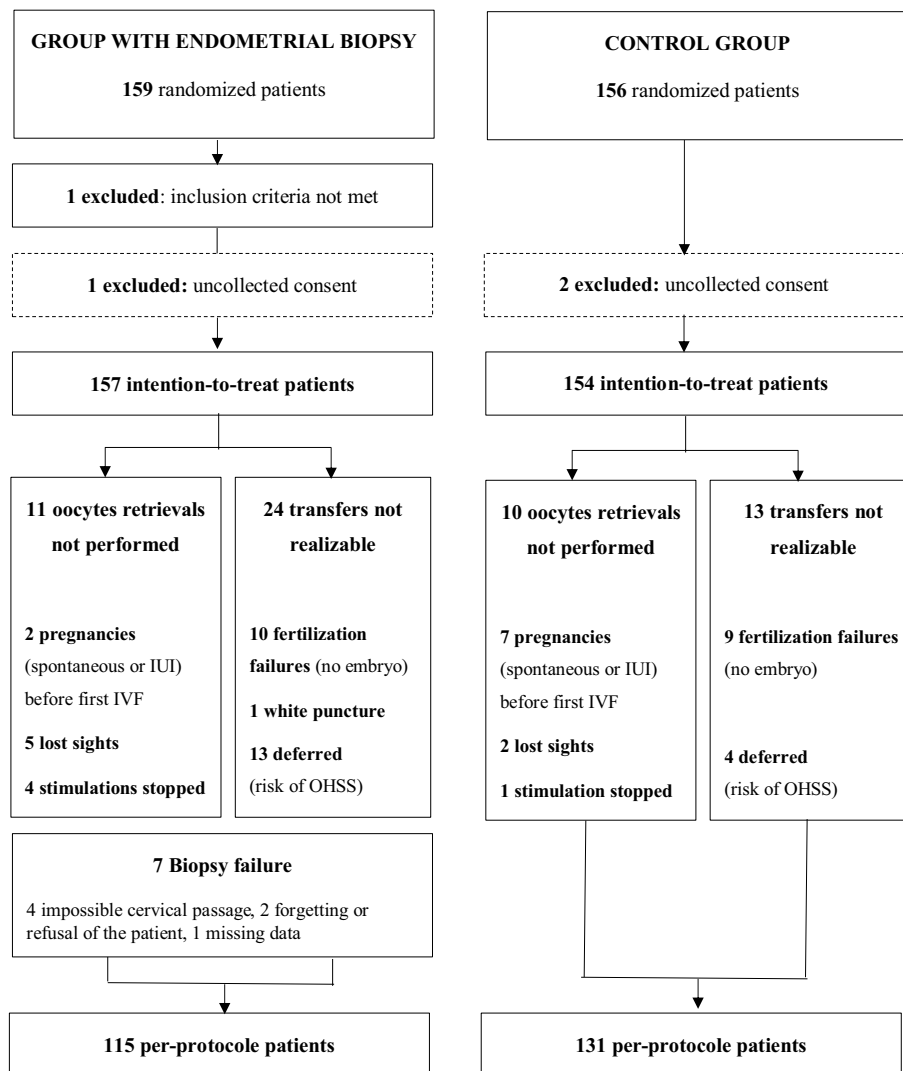 GROUP WITH ENDOMETRIAL BIOPSY
159 randomized patients
1 excluded: inclusion criteria not met
1 excluded: uncollected consent
157 intention-to-treat patients
11 oocytes retrievals
not performed
2 pregnancies
(spontaneous or IUI)
before first IVF
5 lost sights
4 stimulations stopped
24 transfers not
realizable
10 fertilization
failures (no embryo)
1 white puncture
13 deferred
(risk of OHSS)
7 Biopsy failure
4 impossible cervical passage, 2 forgetting or
refusal of the patient, 1 missing data
115 per-protocole patients
CONTROL GROUP
156 randomized patients
2 excluded: uncollected consent
154 intention-to-treat patients
10 oocytes retrievals
not performed
7 pregnancies
(spontaneous or IUI)
before first IVF
2 lost sights
1 stimulation stopped
13 transfers not
realizable
9 fertilization failures
(no embryo)
4 deferred
(risk of OHSS)
131 per-protocole patients